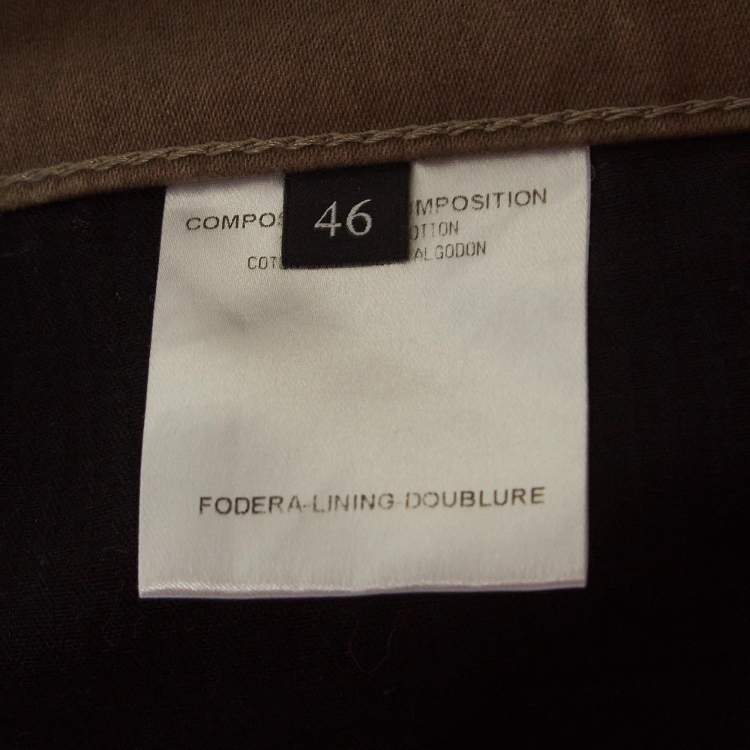 46
COMPOS MPOSITION
OTTON
COT ALGODON
FODERA-LINING-DOUBLURE